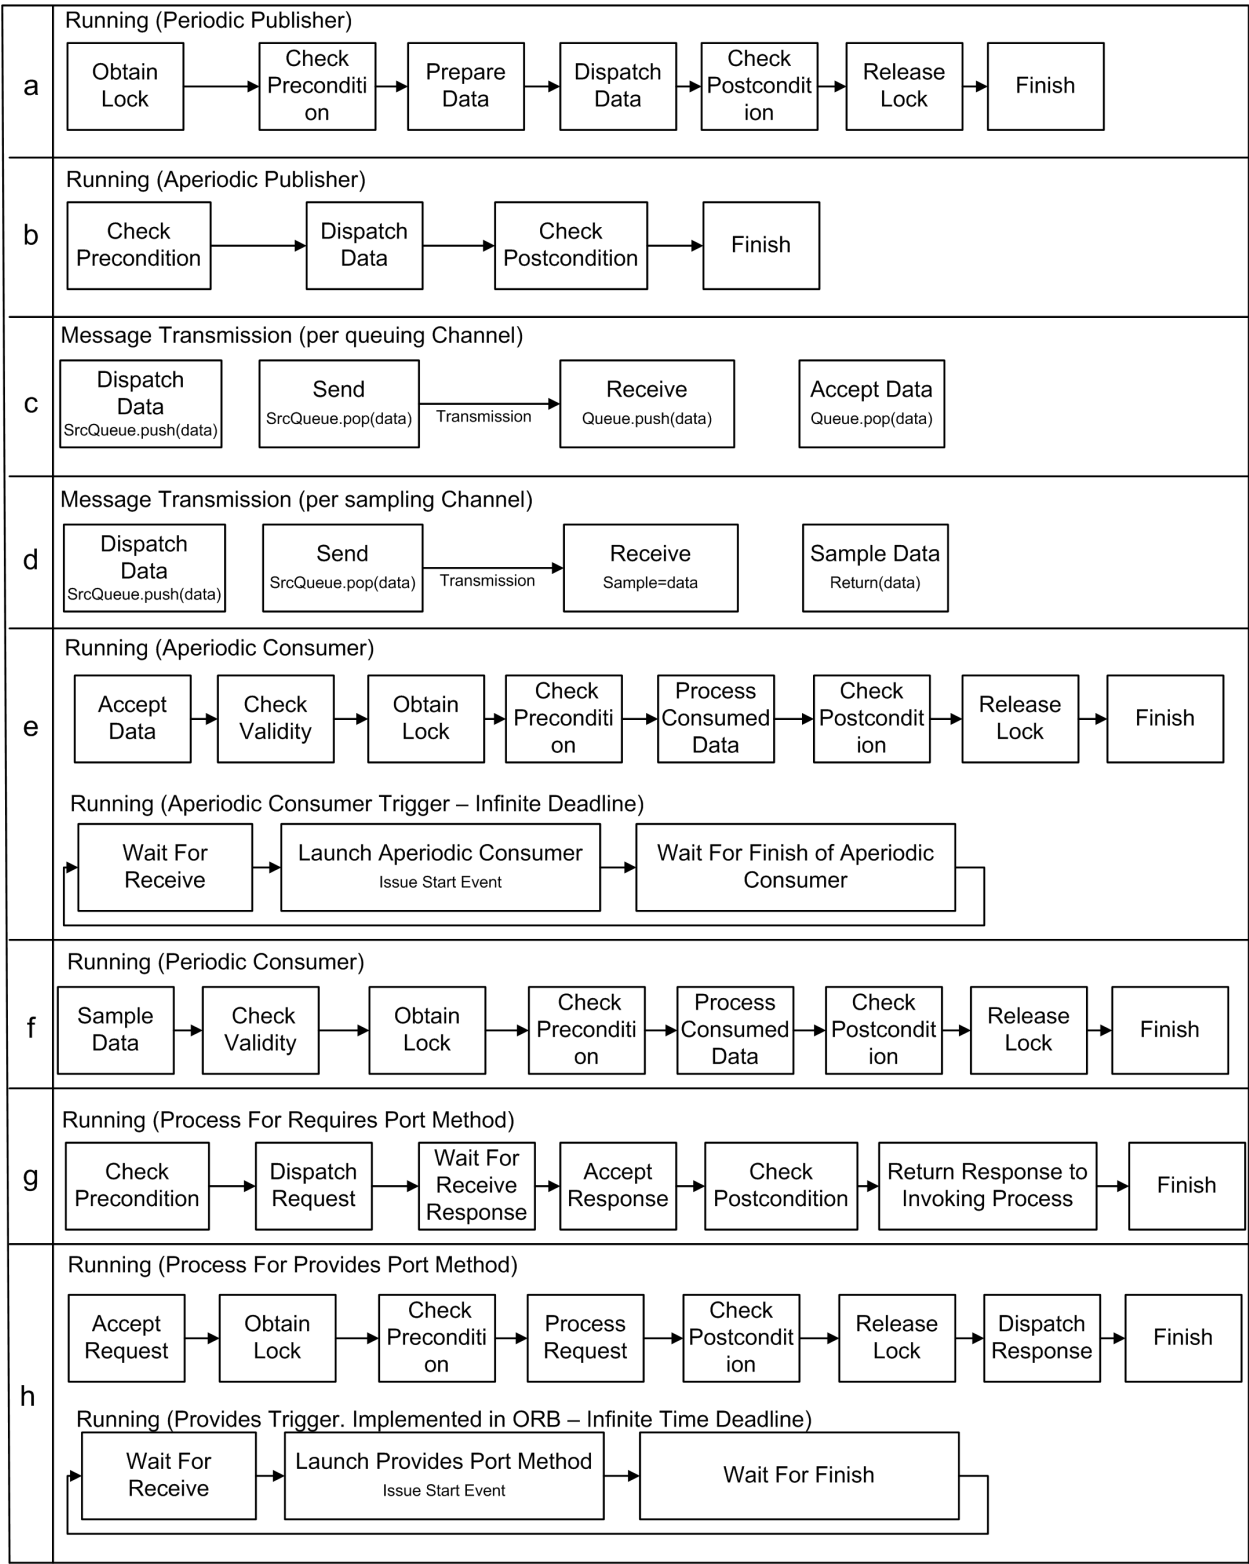 a
Running (Periodic Publisher)
Obtain
Lock
Check
Preconditi
on
Prepare
Data
Dispatch
Data
Check
Postcondit
ion
Release
Lock
Finish
b
Running (Aperiodic Publisher)
Check
Precondition
Dispatch
Data
Check
Postcondition
Finish
c
Message Transmission (per queuing Channel)
Dispatch
Data
SrcQueue.push(data)
Send
SrcQueue.pop(data)
Transmission
Receive
Queue.push(data)
Accept Data
Queue.pop(data)
d
Message Transmission (per sampling Channel)
Dispatch
Data
SrcQueue.push(data)
Send
SrcQueue.pop(data)
Transmission
Receive
Sample=data
Sample Data
Return(data)
e
Running (Aperiodic Consumer)
Accept
Data
Check
Validity
Obtain
Lock
Check
Preconditi
on
Process
Consumed
Data
Check
Postcondit
ion
Release
Lock
Finish
Running (Aperiodic Consumer Trigger – Infinite Deadline)
Wait For
Receive
Launch Aperiodic Consumer
Issue Start Event
Wait For Finish of Aperiodic
Consumer
f
Running (Periodic Consumer)
Sample
Data
Check
Validity
Obtain
Lock
Check
Preconditi
on
Process
Consumed
Data
Check
Postcondit
ion
Release
Lock
Finish
g
Running (Process For Requires Port Method)
Check
Precondition
Dispatch
Request
Wait For
Receive
Response
Accept
Response
Check
Postcondition
Return Response to
Invoking Process
Finish
h
Running (Process For Provides Port Method)
Accept
Request
Obtain
Lock
Check
Preconditi
on
Process
Request
Check
Postcondit
ion
Release
Lock
Dispatch
Response
Finish
Running (Provides Trigger. Implemented in ORB – Infinite Time Deadline)
Wait For
Receive
Launch Provides Port Method
Issue Start Event
Wait For Finish